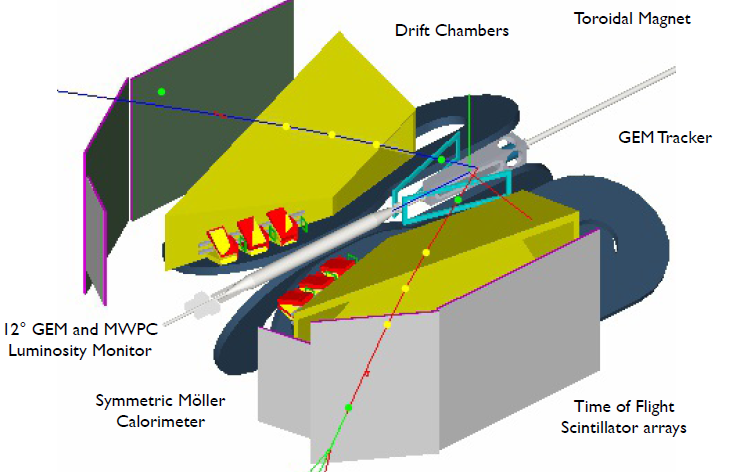 Toroidal Magnet
Drift Chambers
GEM Tracker
12° GEM and MWPC
Luminosity Monitor
Symmetric Möller
Calorimeter
Time of Flight
Scintillator arrays